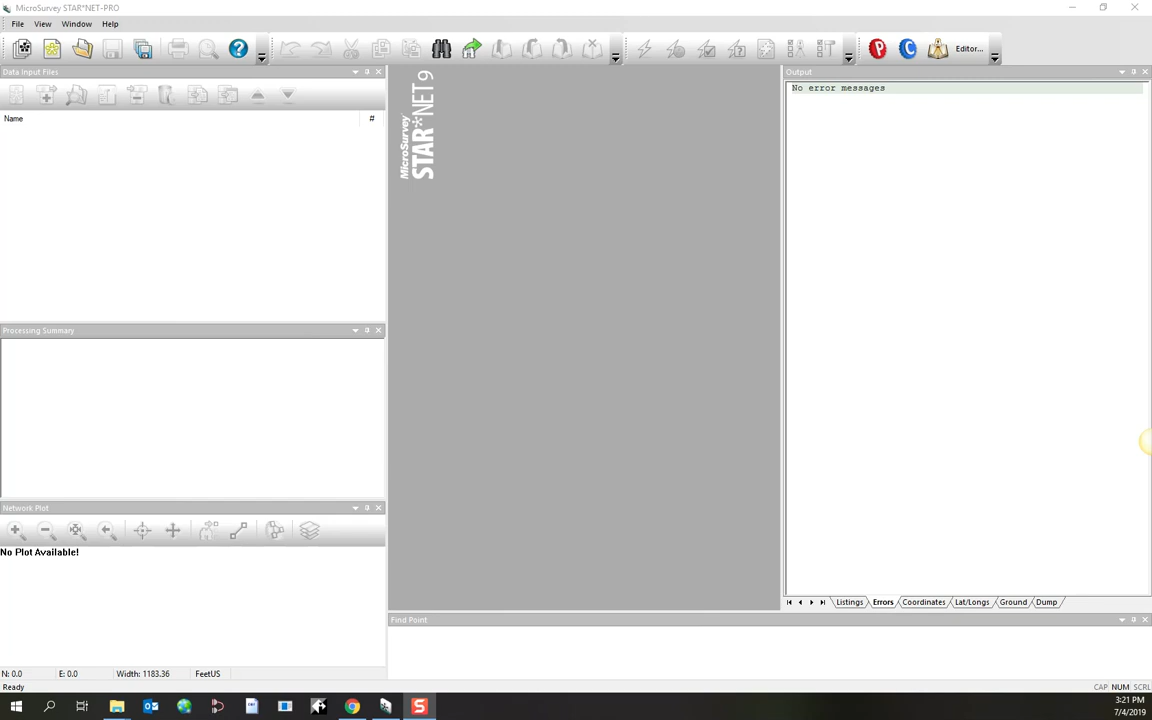 MicroSurvey STAR*NET-PRO
File View Window Help
Editor...
Data Input Files
Name #
MicroSurvey
STAR*NET 9
Output
No error messages
Processing Summary
Network Plot
No Plot Available!
Listings Errors Coordinates Lat/Longs Ground Dump
Find Point
N: 0.0 E: 0.0 Width: 1183.36 FeetUS
Ready
CAP NUM SCRL
3:21 PM
7/4/2019